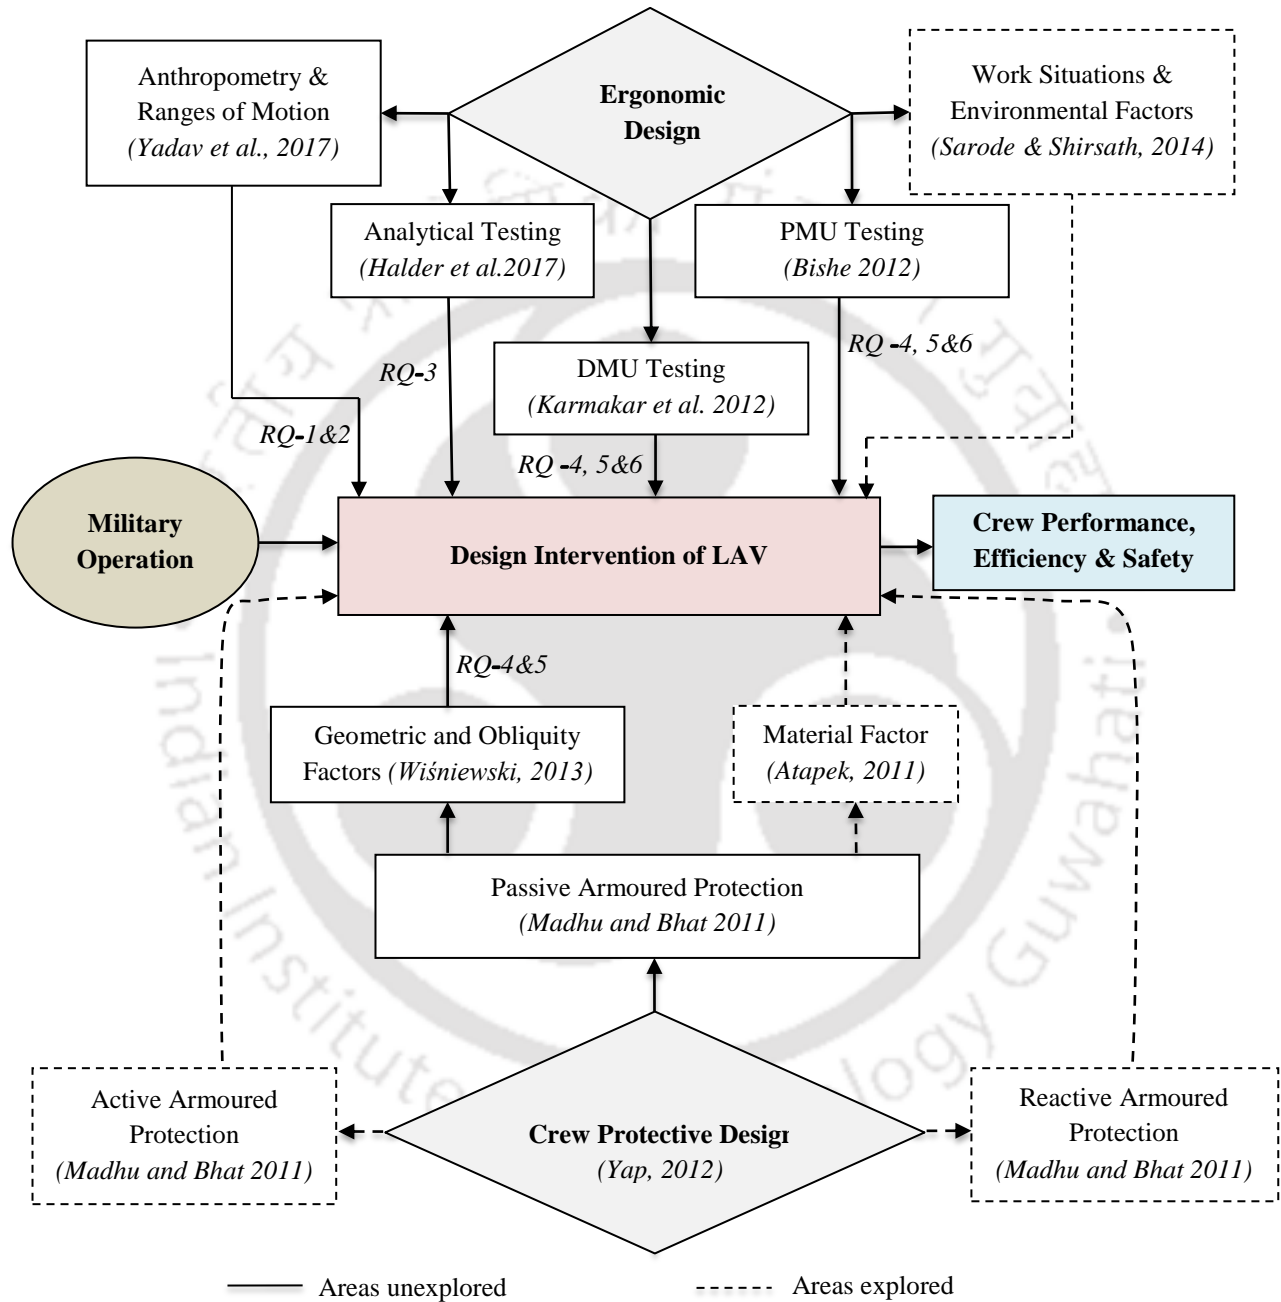 Anthropometry &
Ranges of Motion
(Yadav et al., 2017)
Ergonomic
Design
Work Situations &
Environmental Factors
(Sarode & Shirsath, 2014)
Analytical Testing
(Halder et al.2017)
PMU Testing
(Bishe 2012)
DMU Testing
(Karmakar et al. 2012)
RQ-3
RQ -4, 5&6
RQ-1&2
RQ -4, 5&6
Military
Operation
Design Intervention of LAV
Crew Performance,
Efficiency & Safety
RQ-4&5
Geometric and Obliquity
Factors (Wiśniewski, 2013)
Material Factor
(Atapek, 2011)
Passive Armoured Protection
(Madhu and Bhat 2011)
Active Armoured
Protection
(Madhu and Bhat 2011)
Crew Protective Design
(Yap, 2012)
Reactive Armoured
Protection
(Madhu and Bhat 2011)
Areas unexplored
Areas explored
Indian Institute
ology Guwahati